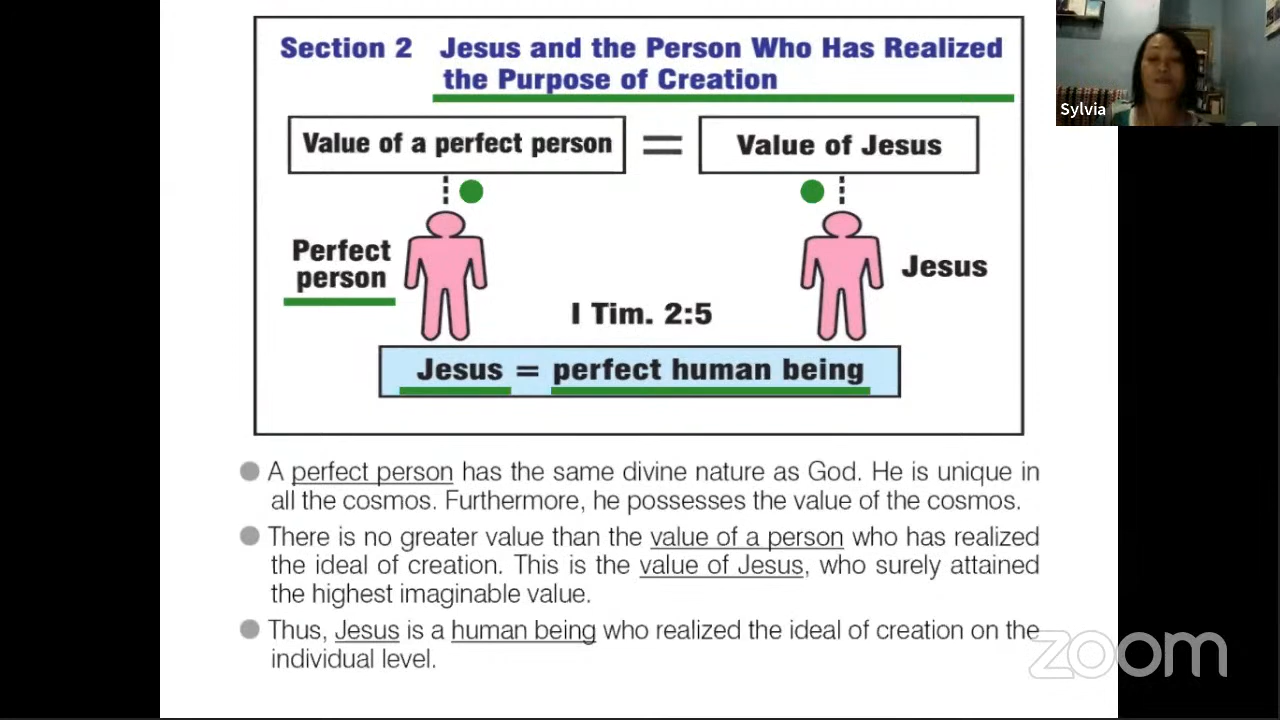 Section 2 Jesus and the Person Who Has Realized
the Purpose of Creation
Value of a perfect person = Value of Jesus
Perfect
person
Jesus
I Tim. 2:5
Jesus = perfect human being
A perfect person has the same divine nature as God. He is unique in
all the cosmos. Furthermore, he possesses the value of the cosmos.
There is no greater value than the value of a person who has realized
the ideal of creation. This is the value of Jesus, who surely attained
the highest imaginable value.
Thus, Jesus is a human being who realized the ideal of creation on the
individual level.
Sylvia
zoom